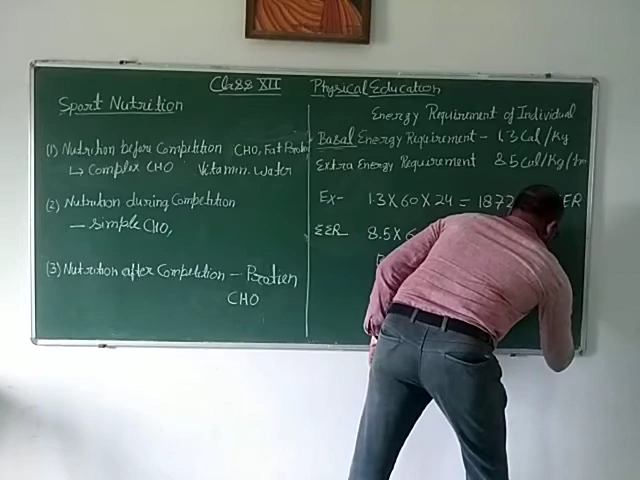 Class XII Physical Education
Sport Nutrition
(1) Nutrition before Competition CHO, Fat Protein
↳ Complex CHO Vitamin. Water
(2) Nutrition during Competition
— simple CHO,
(3) Nutrition after Competition — Protien
CHO
Energy Requirement of Individual
Basal Energy Requirement — 1.3 Cal/Kg
Extra Energy Requirement 8.5 Cal/Kg/
Ex- 1.3 X 60 X 24 = 1872 ER
EER 8.5 X 6